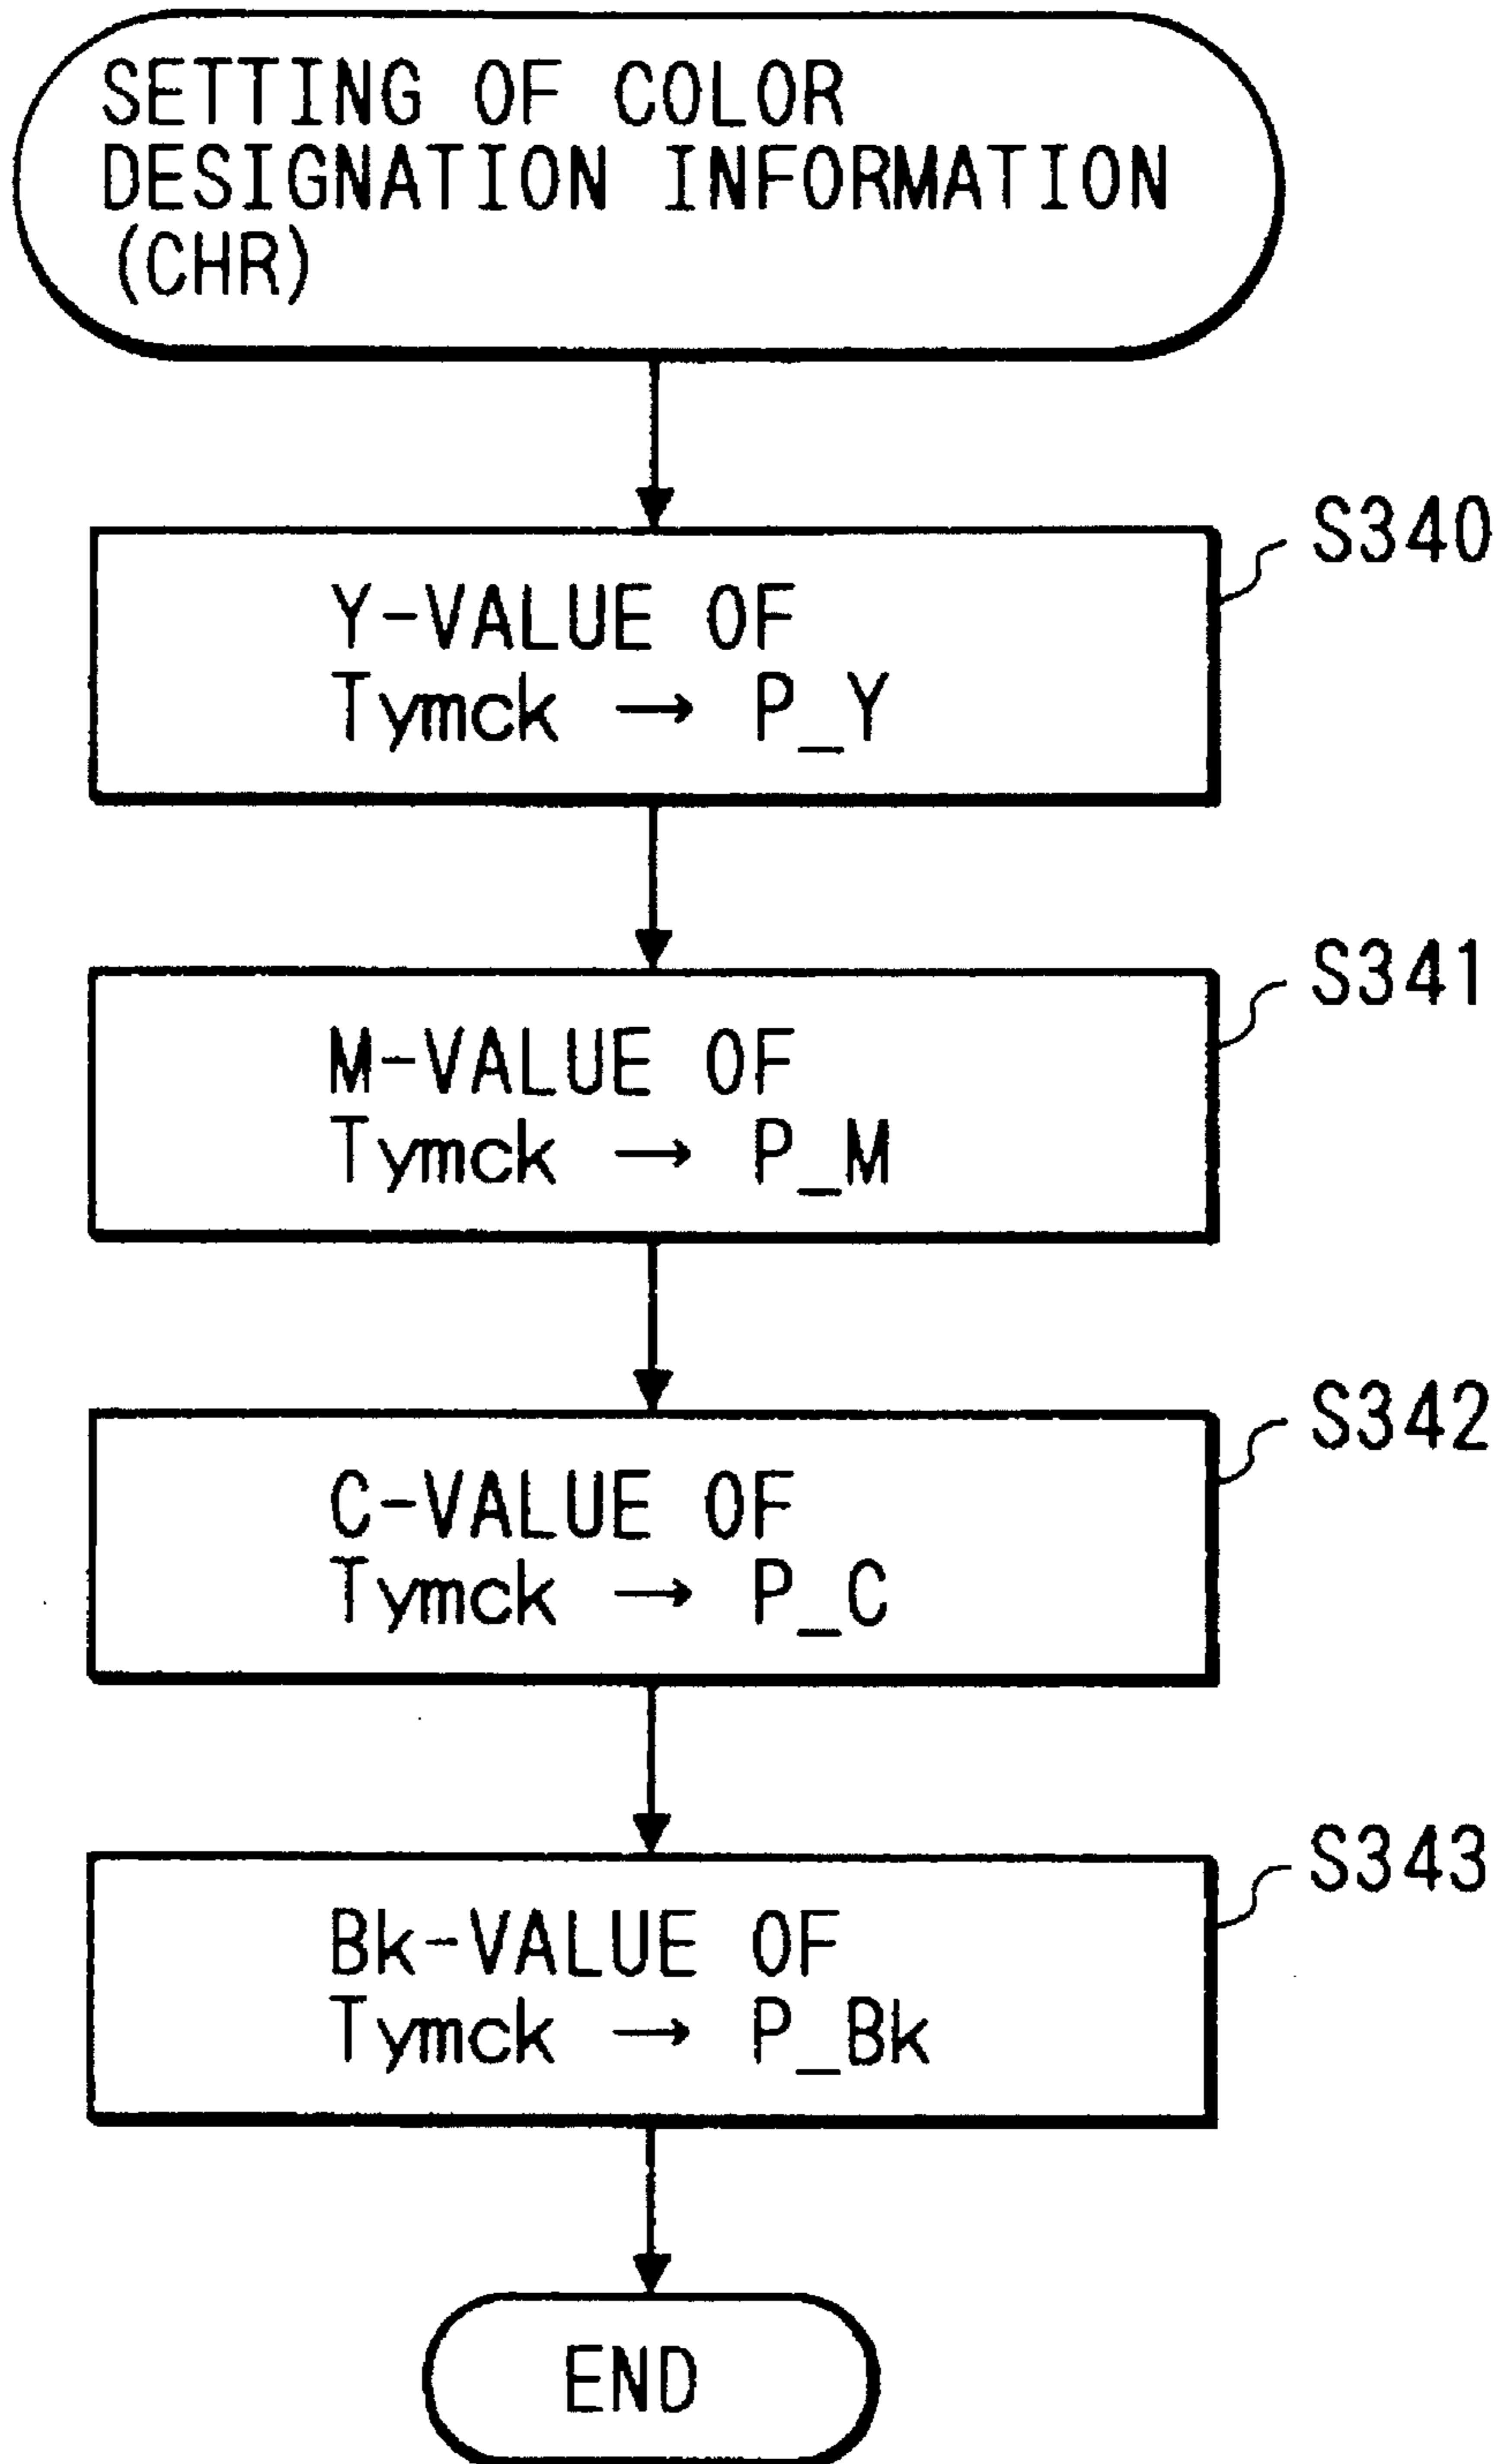 SETTING OF COLOR
DESIGNATION INFORMATION
(CHR)
S340
Y-VALUE OF
Tymck → P_Y
S341
M-VALUE OF
Tymck → P_M
S342
C-VALUE OF
Tymck → P_C
S343
Bk-VALUE OF
Tymck → P_Bk
END